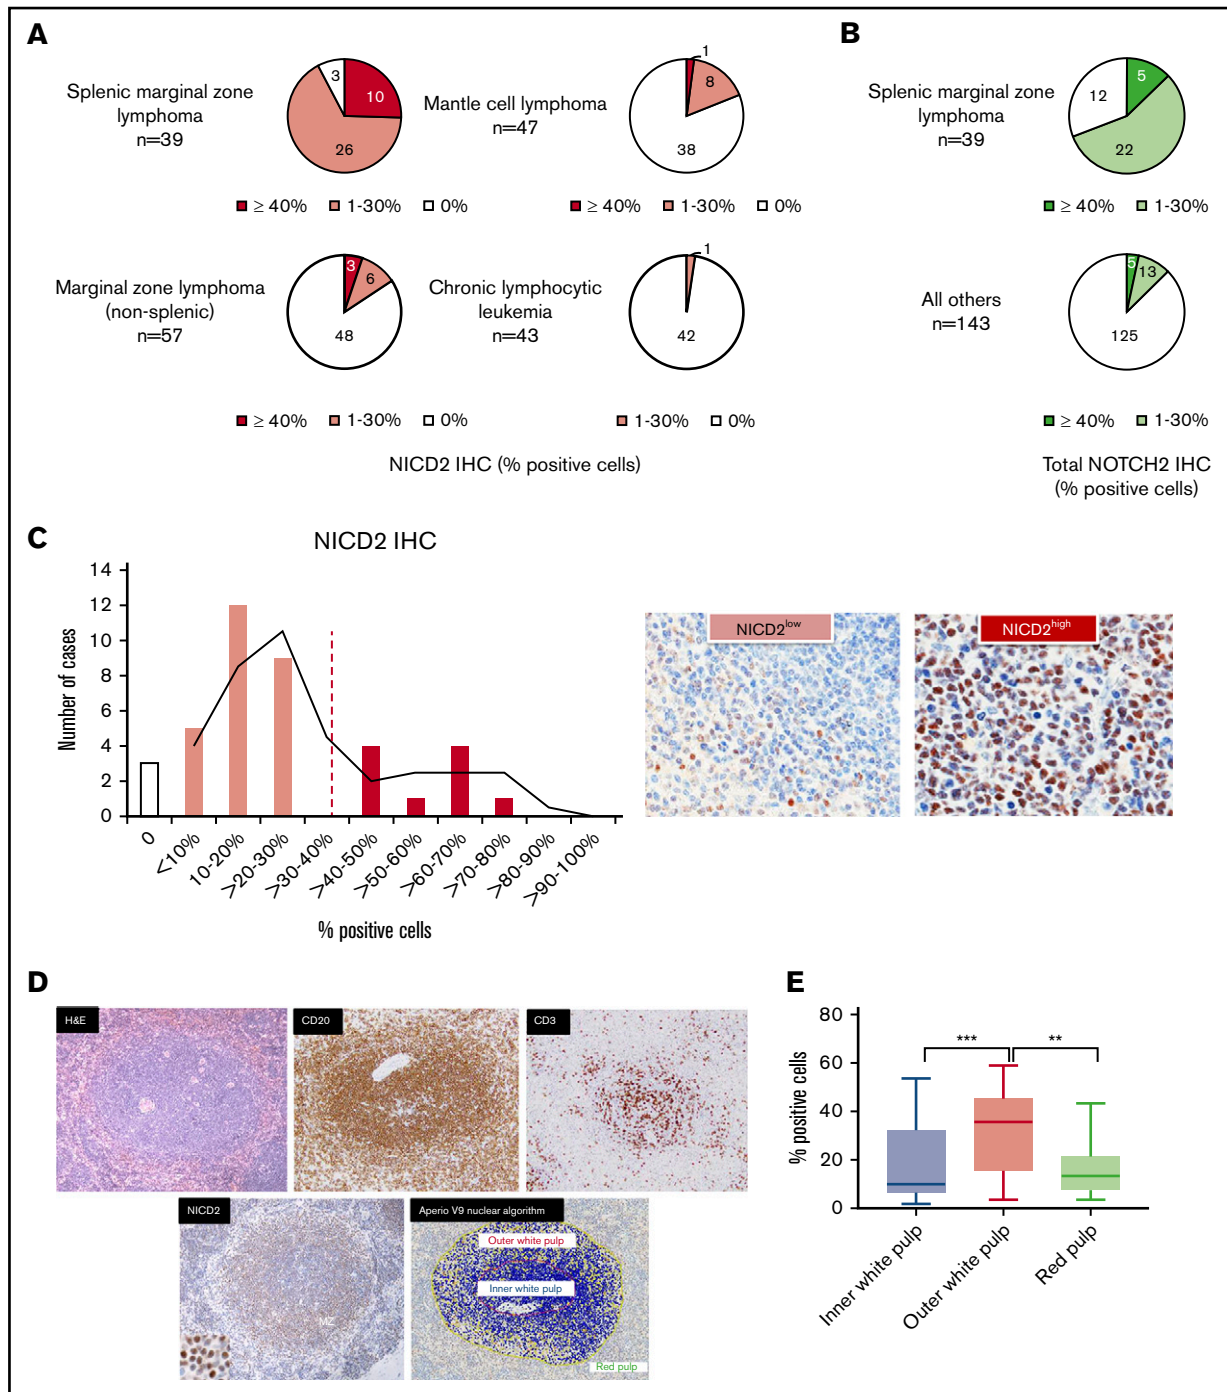 A
Splenic marginal zone
lymphoma
n=39
3
10
26
≥ 40% 1-30% 0%
Mantle cell lymphoma
n=47
1
8
38
≥ 40% 1-30% 0%
Marginal zone lymphoma
(non-splenic)
n=57
3
6
48
≥ 40% 1-30% 0%
Chronic lymphocytic
leukemia
n=43
1
42
1-30% 0%
NICD2 IHC (% positive cells)
B
Splenic marginal zone
lymphoma
n=39
5
12
22
≥ 40% 1-30%
All others
n=143
5
13
125
≥ 40% 1-30%
Total NOTCH2 IHC
(% positive cells)
C
NICD2 IHC
Number of cases
14
12
10
8
6
4
2
0
0
<10%
10-20%
>20-30%
>30-40%
>40-50%
>50-60%
>60-70%
>70-80%
>80-90%
>90-100%
% positive cells
NICD2low
NICD2high
D
H&E
CD20
CD3
NICD2
MZ
Aperio V9 nuclear algorithm
Outer white pulp
Inner white pulp
Red pulp
E
% positive cells
80
60
40
20
0
***
**
Inner white pulp
Outer white pulp
Red pulp